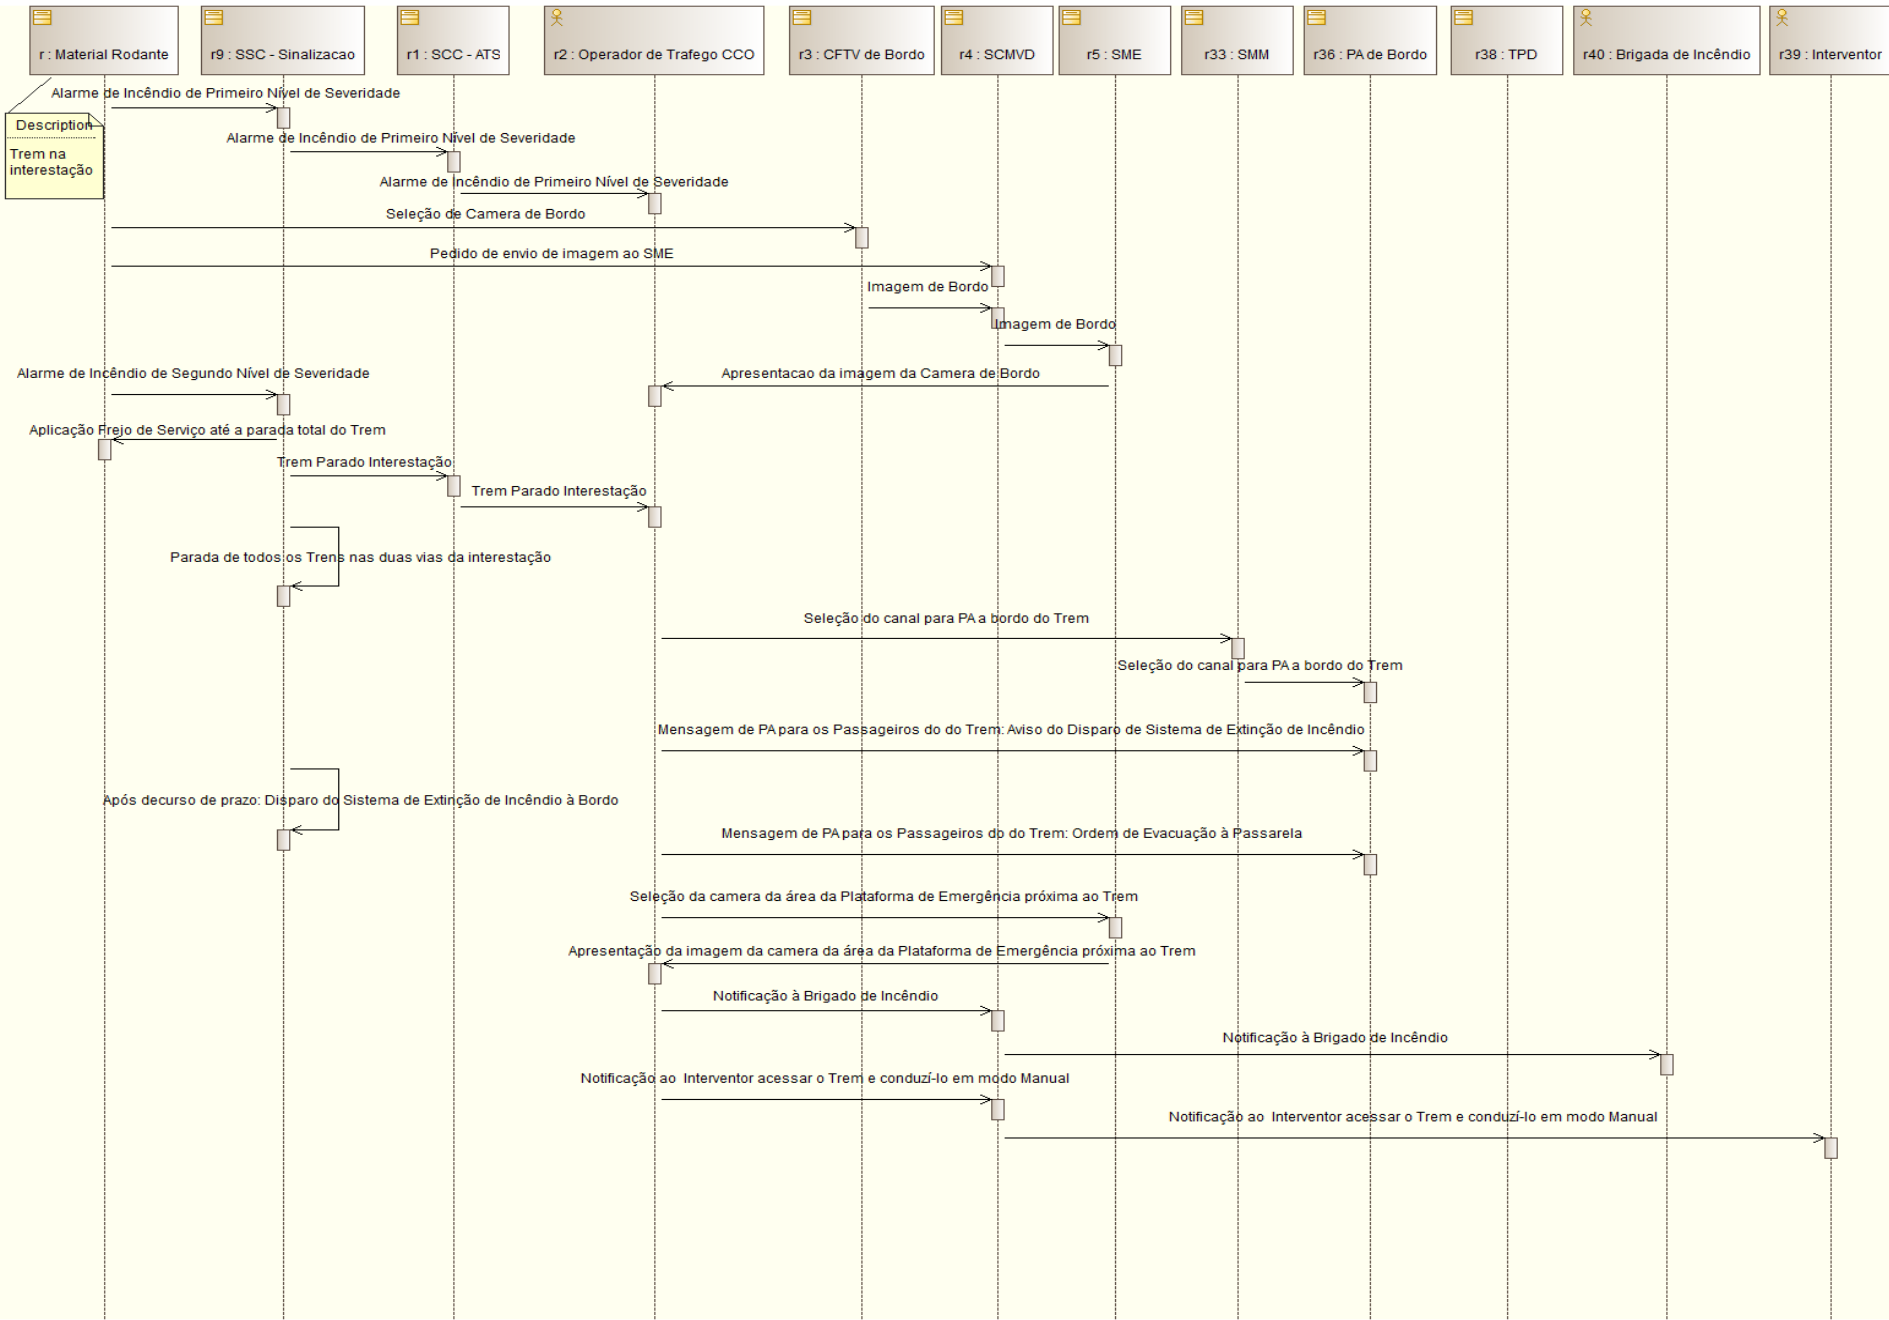 r : Material Rodante
r9 : SSC - Sinalizacao
r1 : SCC - ATS
r2 : Operador de Trafego CCO
r3 : CFTV de Bordo
r4 : SCMVD
r5 : SME
r33 : SMM
r36 : PA de Bordo
r38 : TPD
r40 : Brigada de Incêndio
r39 : Interventor
Alarme de Incêndio de Primeiro Nível de Severidade
Description
Trem na
interestação
Alarme de Incêndio de Primeiro Nível de Severidade
Alarme de Incêndio de Primeiro Nível de Severidade
Seleção de Camera de Bordo
Pedido de envio de imagem ao SME
Imagem de Bordo
Imagem de Bordo
Alarme de Incêndio de Segundo Nível de Severidade
Apresentacao da imagem da Camera de Bordo
Aplicação Freio de Serviço até a parada total do Trem
Trem Parado Interestação
Trem Parado Interestação
Parada de todos os Trens nas duas vias da interestação
Seleção do canal para PA a bordo do Trem
Seleção do canal para PA a bordo do Trem
Mensagem de PA para os Passageiros do do Trem: Aviso do Disparo de Sistema de Extinção de Incêndio
Após decurso de prazo: Disparo do Sistema de Extinção de Incêndio à Bordo
Mensagem de PA para os Passageiros do do Trem: Ordem de Evacuação à Passarela
Seleção da camera da área da Plataforma de Emergência próxima ao Trem
Apresentação da imagem da camera da área da Plataforma de Emergência próxima ao Trem
Notificação à Brigado de Incêndio
Notificação à Brigado de Incêndio
Notificação ao Interventor acessar o Trem e conduzí-lo em modo Manual
Notificação ao Interventor acessar o Trem e conduzí-lo em modo Manual